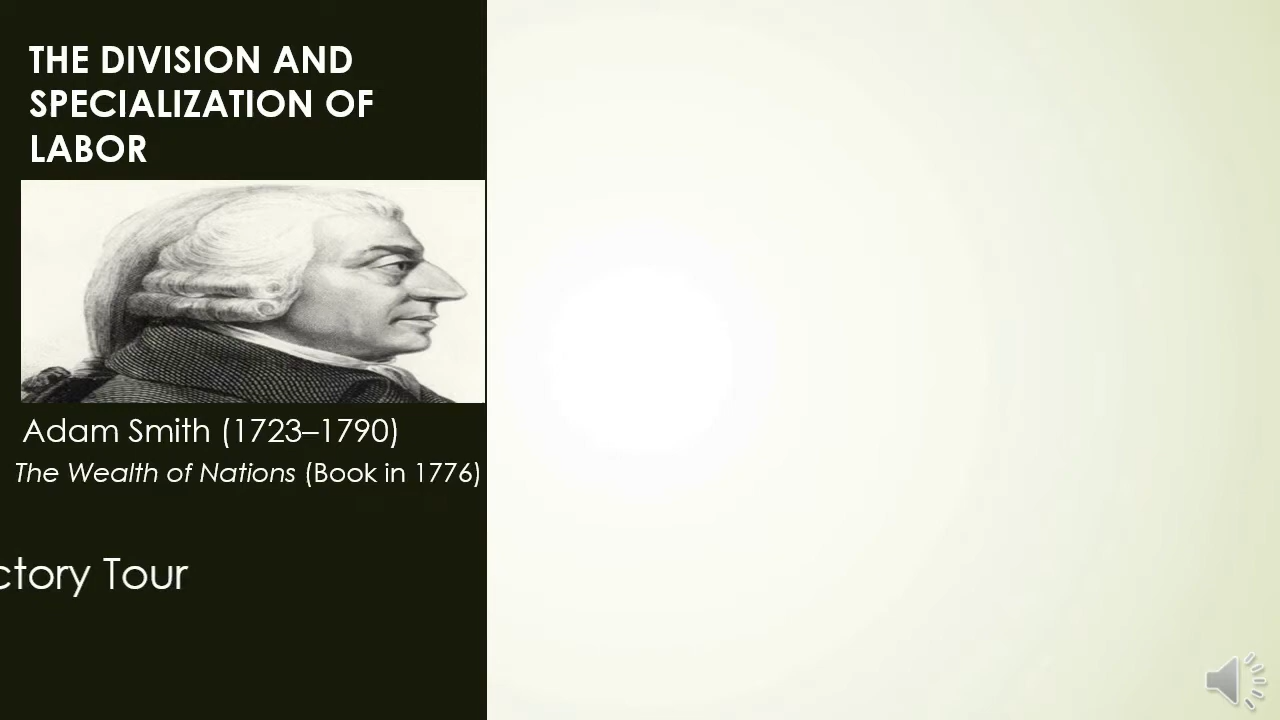 THE DIVISION AND
SPECIALIZATION OF
LABOR
Adam Smith (1723–1790)
The Wealth of Nations (Book in 1776)
ctory Tour